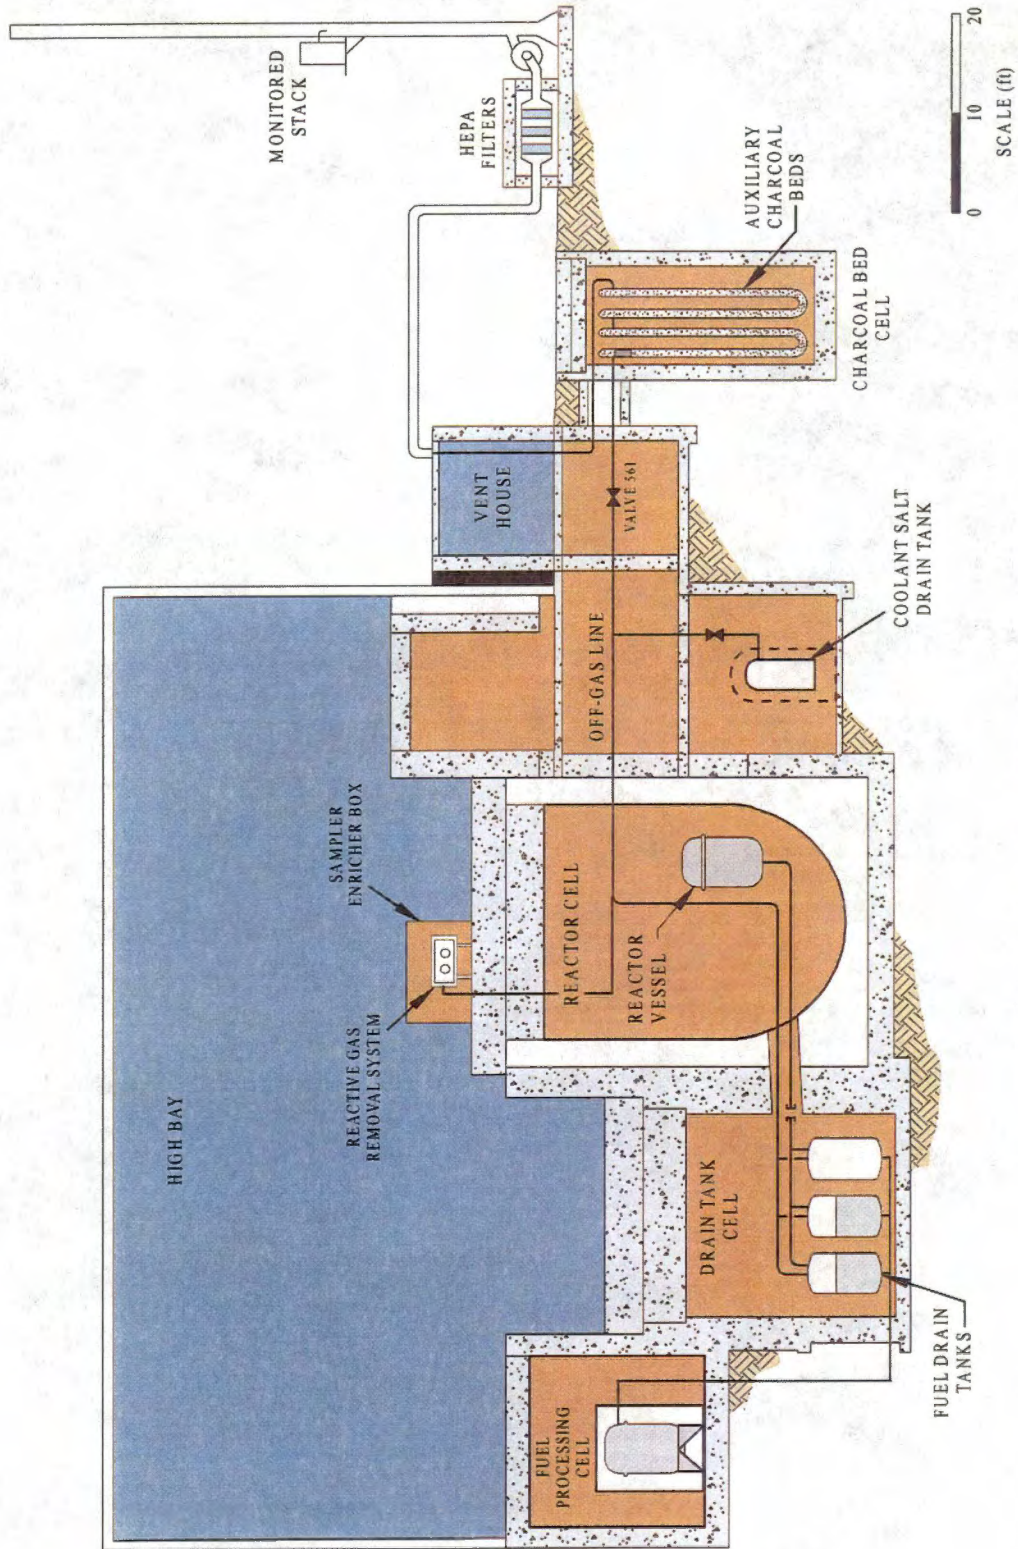 HIGH BAY
REACTIVE GAS
REMOVAL SYSTEM
SAMPLER
ENRICHER BOX
MONITORED
STACK
HEPA
FILTERS
VENT
HOUSE
FUEL
PROCESSING
CELL
DRAIN TANK
CELL
REACTOR CELL
REACTOR
VESSEL
OFF-GAS LINE
VALVE 561
AUXILIARY
CHARCOAL
BEDS
CHARCOAL BED
CELL
FUEL DRAIN
TANKS
COOLANT SALT
DRAIN TANK
0 10 20
SCALE (ft)